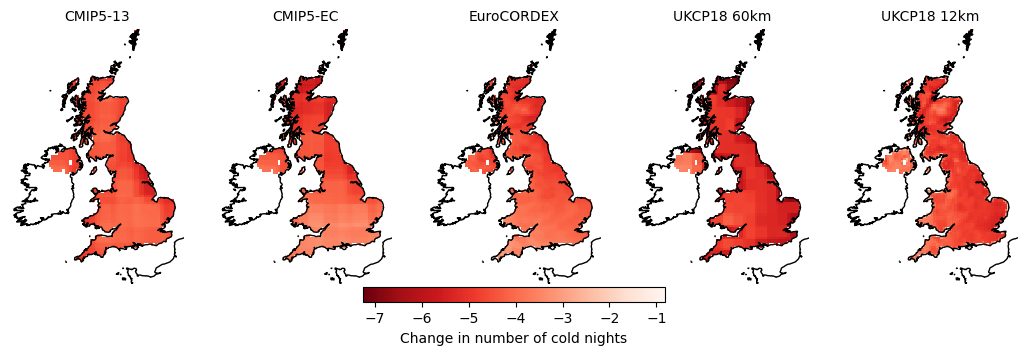 CMIP5-13 CMIP5-EC EuroCORDEX UKCP18 60km UKCP18 12km
−7 −6 −5 −4 −3 −2 −1
Change in number of cold nights